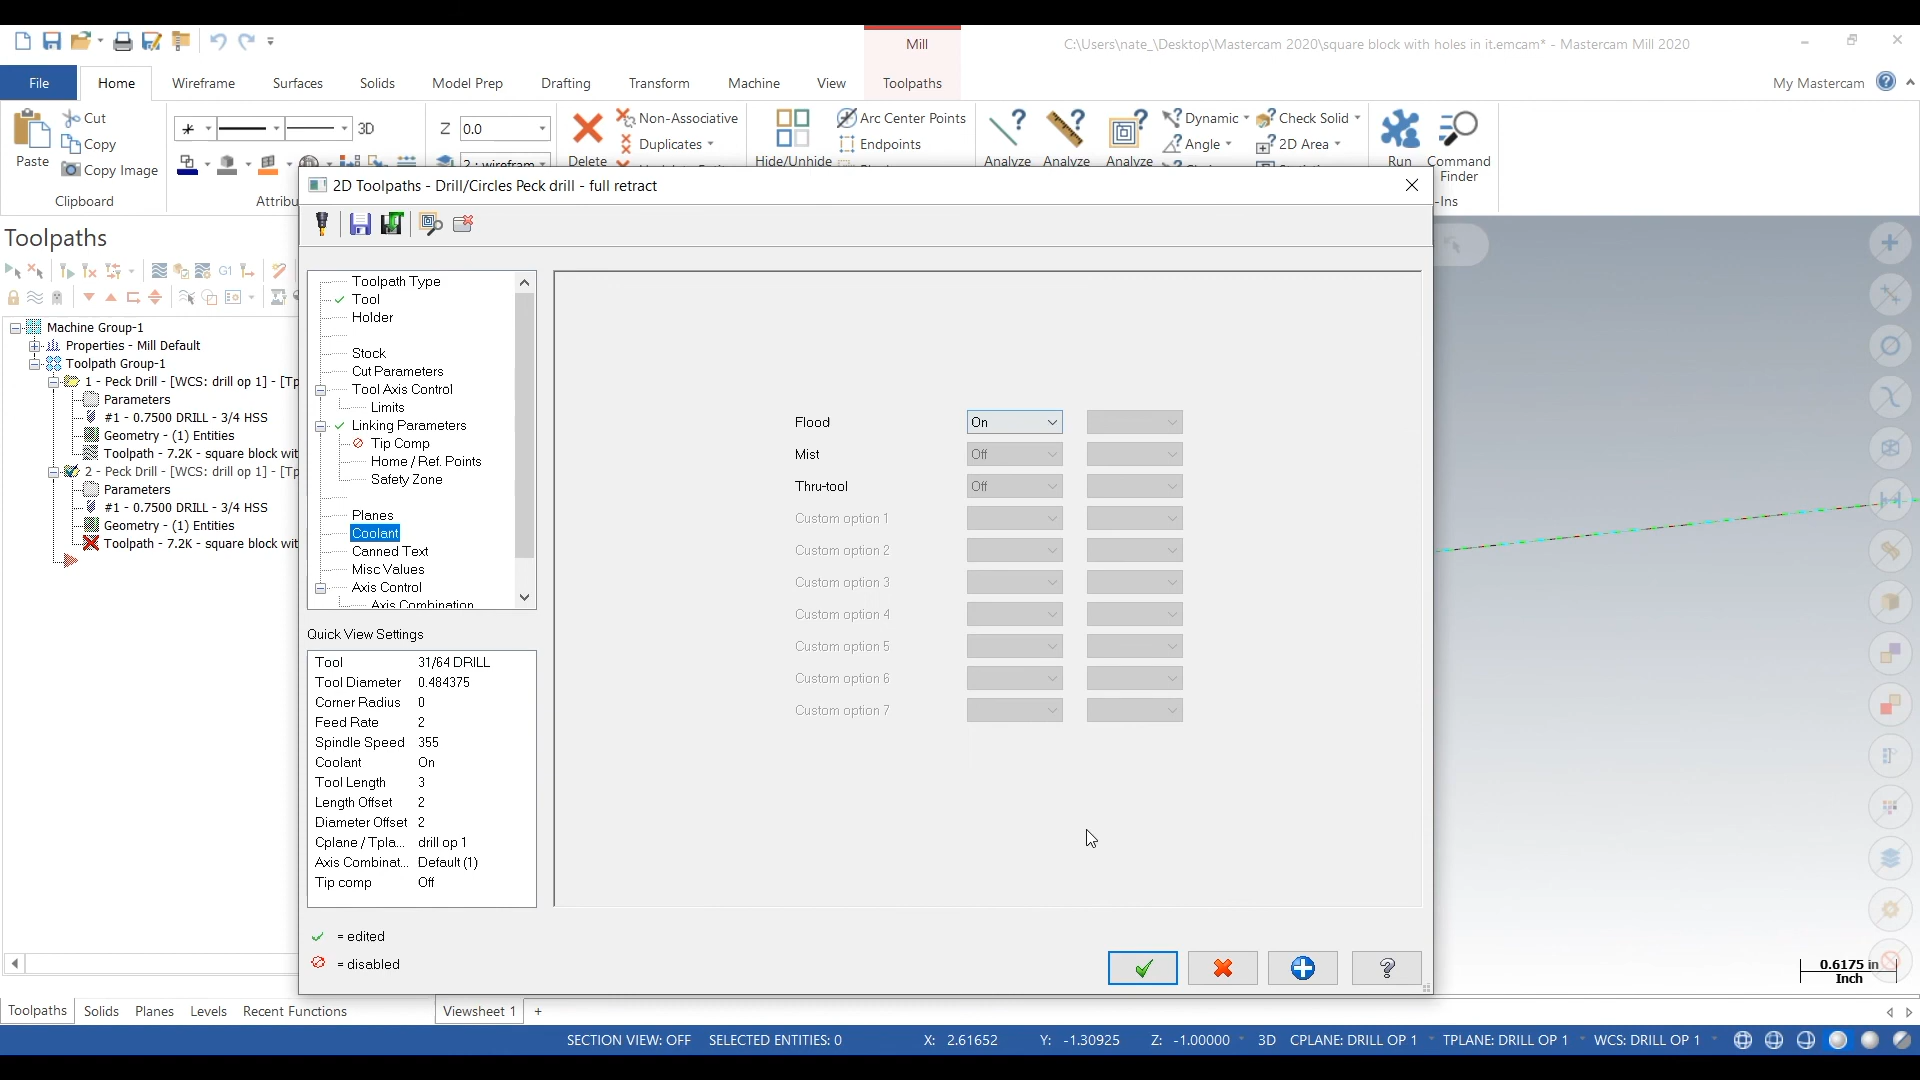 Mill
C:\Users\nate_\Desktop\Mastercam 2020\square block with holes in it.emcam* - Mastercam Mill 2020
File Home Wireframe Surfaces Solids Model Prep Drafting Transform Machine View Toolpaths My Mastercam
Cut Non-Associative Arc Center Points Dynamic Check Solid
3D Z 0.0
Copy Duplicates Endpoints Angle 2D Area
Paste Delete Hide/Unhide Analyze Analyze Analyze Run Command
2 : wirefram
Copy Image Finder
Clipboard Attribu -Ins
2D Toolpaths - Drill/Circles Peck drill - full retract
Toolpaths
G1
Machine Group-1
Properties - Mill Default
Toolpath Group-1
1 - Peck Drill - [WCS: drill op 1] - [Tp
Parameters
#1 - 0.7500 DRILL - 3/4 HSS
Geometry - (1) Entities
Toolpath - 7.2K - square block wit
2 - Peck Drill - [WCS: drill op 1] - [Tp
Parameters
#1 - 0.7500 DRILL - 3/4 HSS
Geometry - (1) Entities
Toolpath - 7.2K - square block wit
Toolpath Type
Tool
Holder
Stock
Cut Parameters
Tool Axis Control
Limits
Linking Parameters
Tip Comp
Home / Ref. Points
Safety Zone
Planes
Coolant
Canned Text
Misc Values
Axis Control
Axis Combination
Quick View Settings
Tool 31/64 DRILL
Tool Diameter 0.484375
Corner Radius 0
Feed Rate 2
Spindle Speed 355
Coolant On
Tool Length 3
Length Offset 2
Diameter Offset 2
Cplane / Tpla... drill op 1
Axis Combinat... Default (1)
Tip comp Off
= edited
= disabled
Flood On
Mist Off
Thru-tool Off
Custom option 1
Custom option 2
Custom option 3
Custom option 4
Custom option 5
Custom option 6
Custom option 7
0.6175 in
Inch
Toolpaths Solids Planes Levels Recent Functions Viewsheet 1 +
SECTION VIEW: OFF SELECTED ENTITIES: 0 X: 2.61652 Y: -1.30925 Z: -1.00000 3D CPLANE: DRILL OP 1 TPLANE: DRILL OP 1 WCS: DRILL OP 1